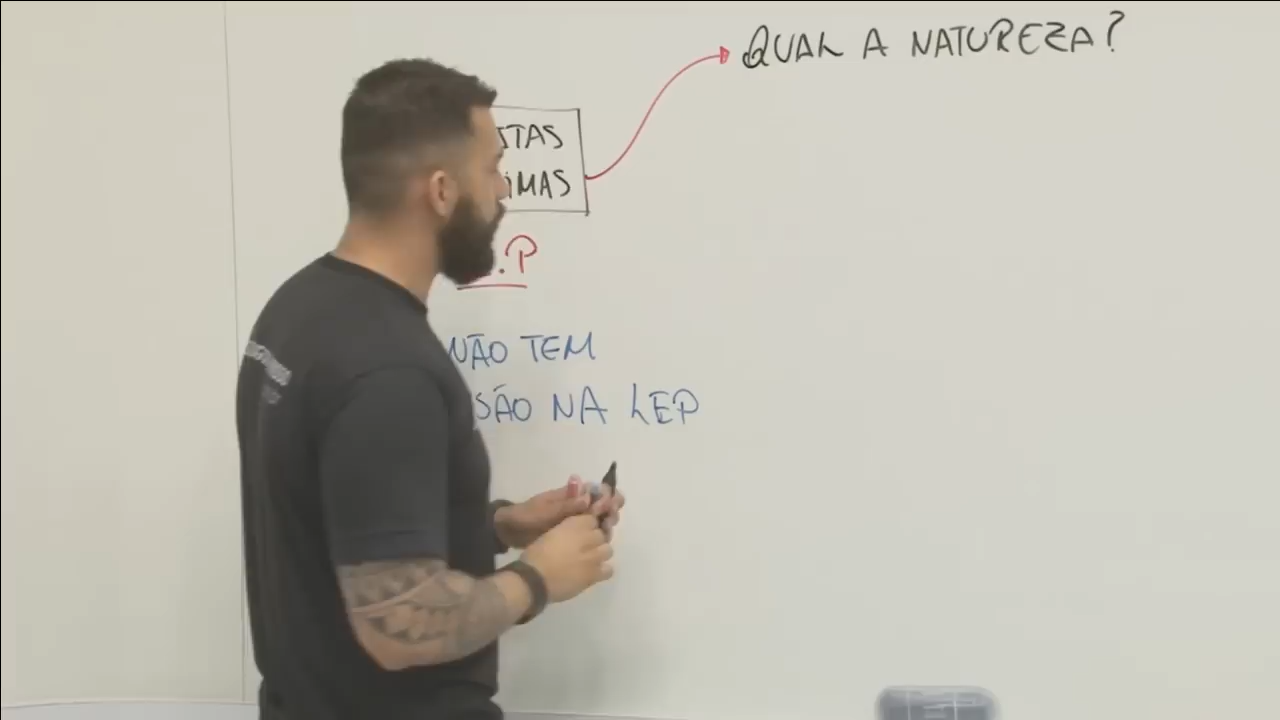 QUAL A NATUREZA?
ITAS
IMAS
.P
NÃO TEM
SÃO NA LEP